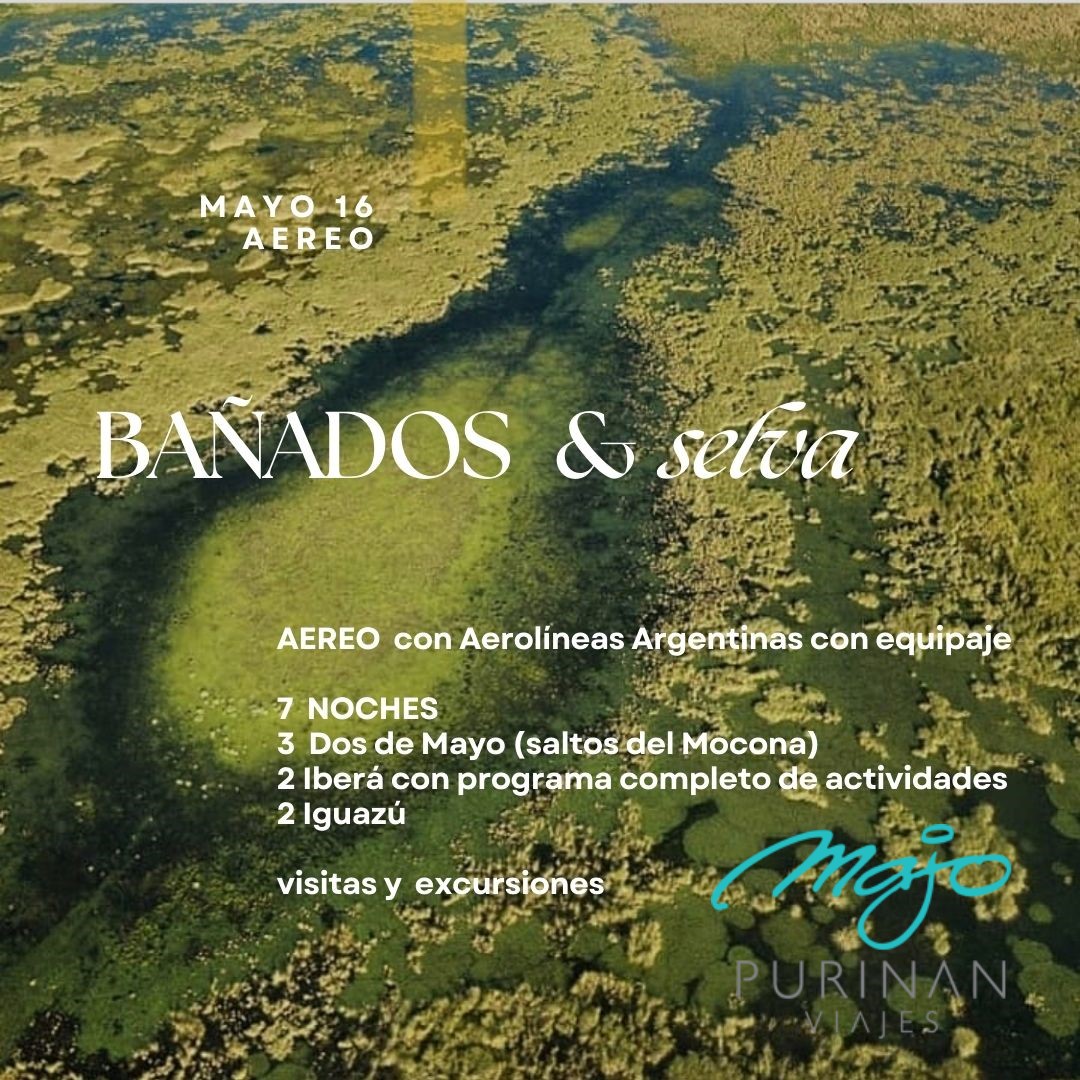 MAYO 16
AEREO
BAÑADOS & selva
AEREO con Aerolíneas Argentinas con equipaje
7 NOCHES
3 Dos de Mayo (saltos del Mocona)
2 Iberá con programa completo de actividades
2 Iguazú
visitas y excursiones
majo
PURINAN
VIAJES